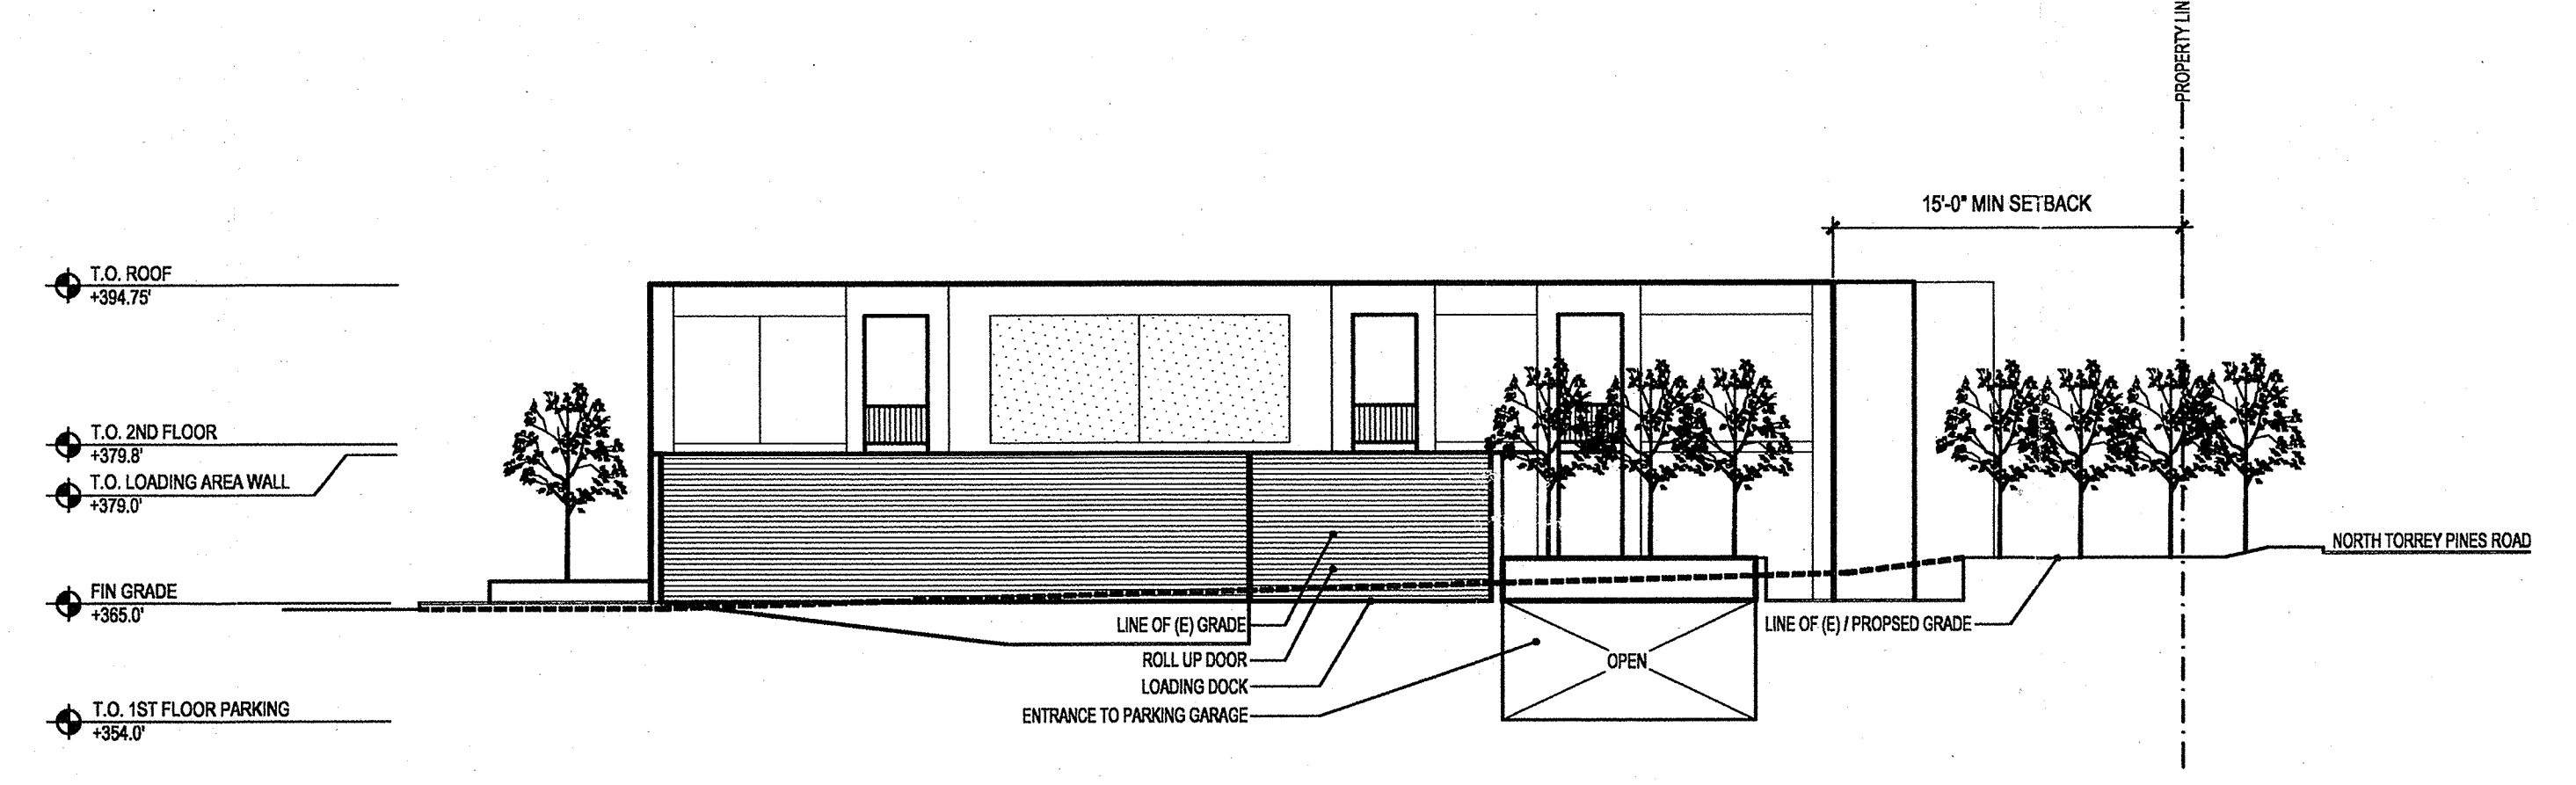 PROPERTY LIN
15'-0" MIN SETBACK
T.O. ROOF
+394.75'
T.O. 2ND FLOOR
+379.8'
T.O. LOADING AREA WALL
+379.0'
NORTH TORREY PINES ROAD
FIN GRADE
+365.0'
LINE OF (E) GRADE
LINE OF (E) / PROPSED GRADE
ROLL UP DOOR
OPEN
LOADING DOCK
ENTRANCE TO PARKING GARAGE
T.O. 1ST FLOOR PARKING
+354.0'